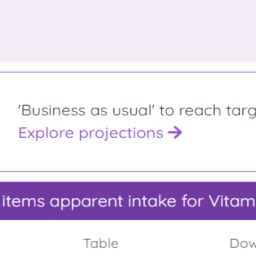 'Business as usual' to reach targ
Explore projections →
items apparent intake for Vitam
Table Dow